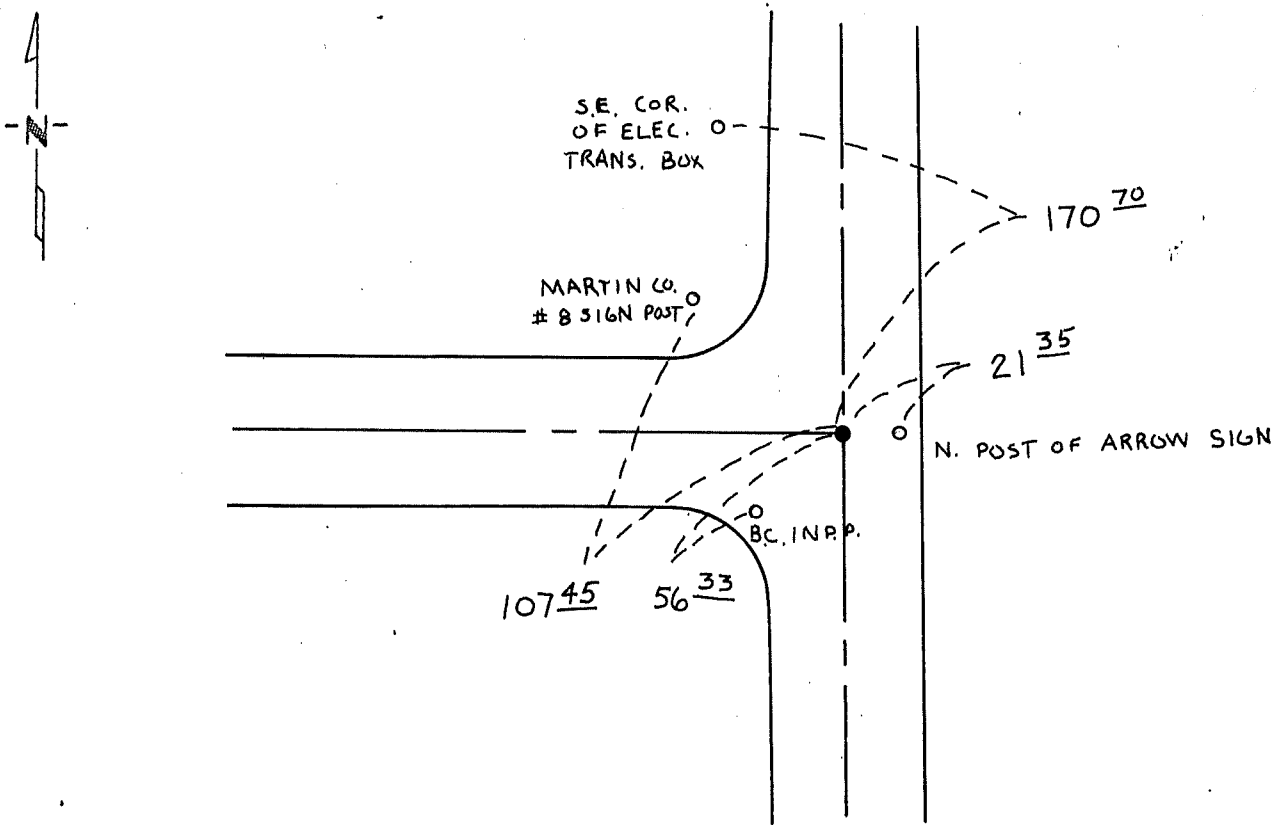 N
S.E. COR.
OF ELEC.
TRANS. BOX
170 70
MARTIN CO.
# 8 SIGN POST
21 35
N. POST OF ARROW SIGN
B.C. IN P.P.
107 45
56 33